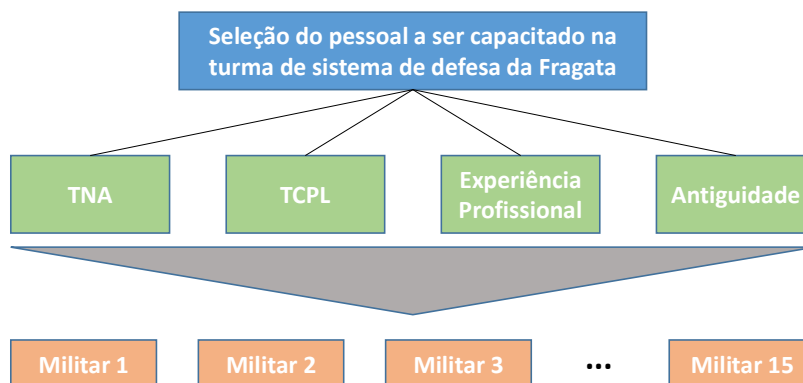 Seleção do pessoal a ser capacitado na
turma de sistema de defesa da Fragata
TNA
TCPL
Experiência
Profissional
Antiguidade
Militar 1
Militar 2
Militar 3
...
Militar 15